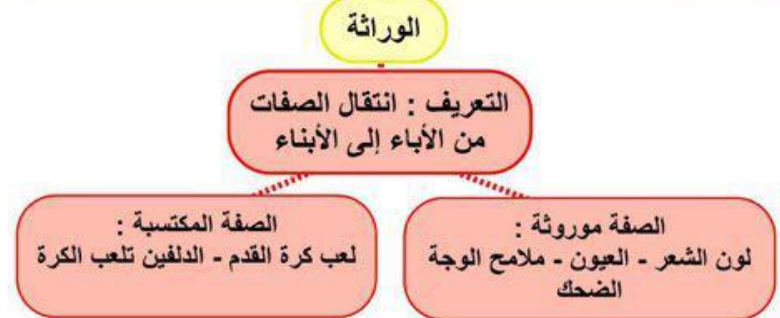 الوراثة
التعريف : انتقال الصفات
من الأباء إلى الأبناء
الصفة موروثة :
لون الشعر - العيون - ملامح الوجة
الضحك
الصفة المكتسبة :
لعب كرة القدم - الدلفين تلعب الكرة